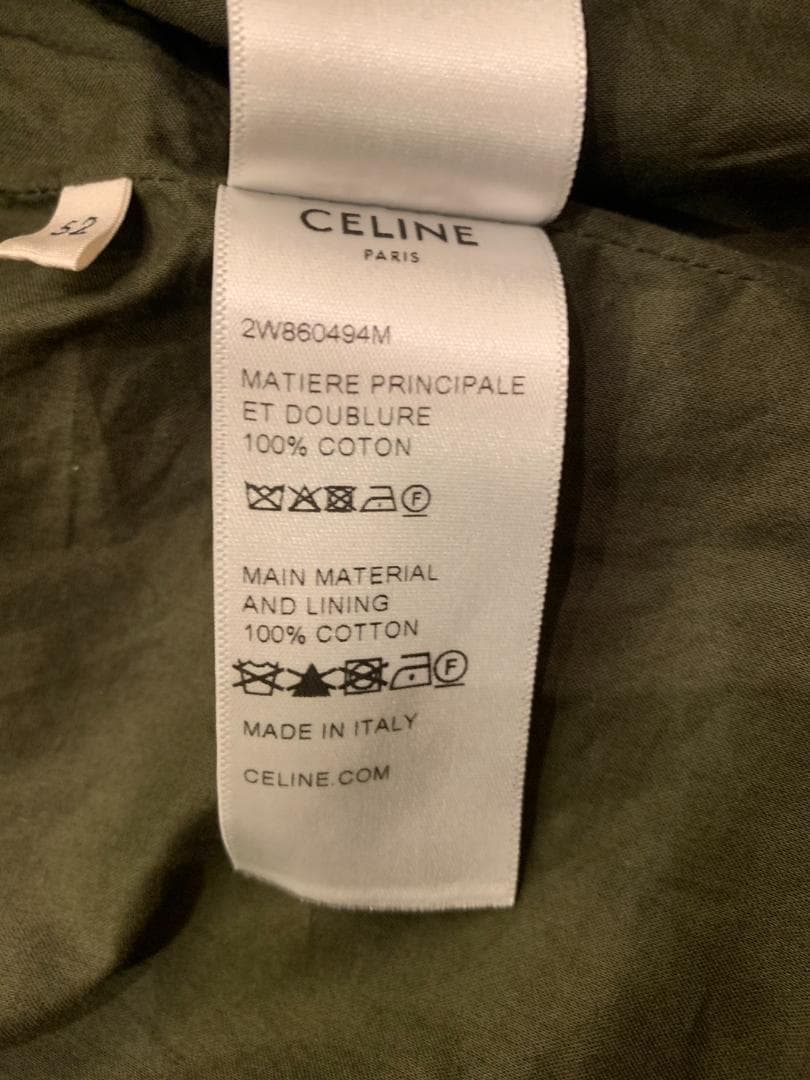 52
CELINE
PARIS
2W860494M
MATIERE PRINCIPALE
ET DOUBLURE
100% COTON
F
MAIN MATERIAL
AND LINING
100% COTTON
F
MADE IN ITALY
CELINE.COM